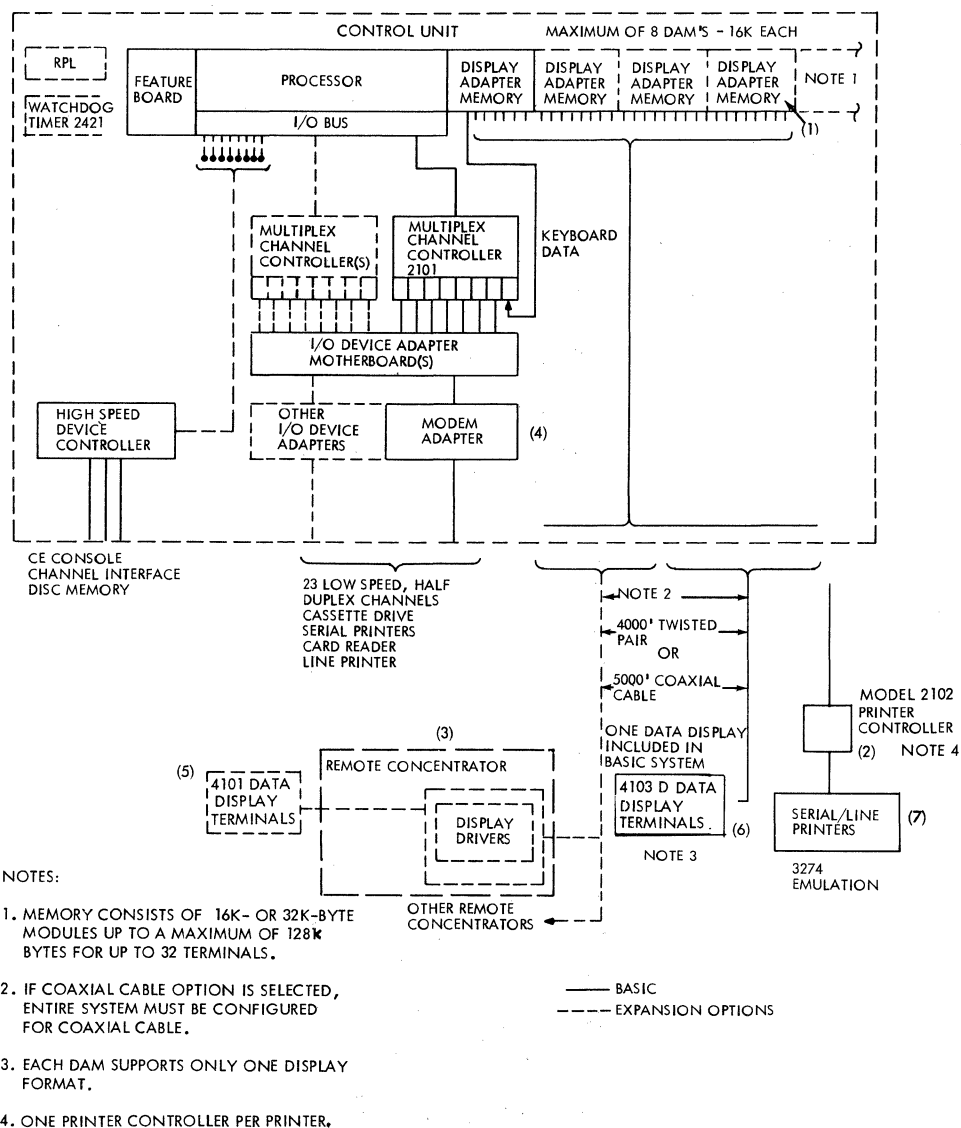 CONTROL UNIT
MAXIMUM OF 8 DAM'S - 16K EACH
RPL
WATCHDOG
TIMER 2421
FEATURE
BOARD
PROCESSOR
I/O BUS
DISPLAY
ADAPTER
MEMORY
DISPLAY
ADAPTER
MEMORY
DISPLAY
ADAPTER
MEMORY
DISPLAY
ADAPTER
MEMORY
NOTE 1
(1)
MULTIPLEX
CHANNEL
CONTROLLER(S)
MULTIPLEX
CHANNEL
CONTROLLER
2101
KEYBOARD
DATA
I/O DEVICE ADAPTER
MOTHERBOARD(S)
HIGH SPEED
DEVICE
CONTROLLER
OTHER
I/O DEVICE
ADAPTERS
MODEM
ADAPTER
(4)
CE CONSOLE
CHANNEL INTERFACE
DISC MEMORY
23 LOW SPEED, HALF
DUPLEX CHANNELS
CASSETTE DRIVE
SERIAL PRINTERS
CARD READER
LINE PRINTER
NOTE 2
4000' TWISTED
PAIR
OR
5000' COAXIAL
CABLE
MODEL 2102
PRINTER
CONTROLLER
(2) NOTE 4
ONE DATA DISPLAY
INCLUDED IN
BASIC SYSTEM
(3)
REMOTE CONCENTRATOR
(5)
4101 DATA
DISPLAY
TERMINALS
DISPLAY
DRIVERS
4103 D DATA
DISPLAY
TERMINALS.
(6)
NOTE 3
SERIAL/LINE
PRINTERS
(7)
3274
EMULATION
OTHER REMOTE
CONCENTRATORS
NOTES:
1. MEMORY CONSISTS OF 16K- OR 32K-BYTE
MODULES UP TO A MAXIMUM OF 128K
BYTES FOR UP TO 32 TERMINALS.
2. IF COAXIAL CABLE OPTION IS SELECTED,
ENTIRE SYSTEM MUST BE CONFIGURED
FOR COAXIAL CABLE.
3. EACH DAM SUPPORTS ONLY ONE DISPLAY
FORMAT.
4. ONE PRINTER CONTROLLER PER PRINTER.
BASIC
EXPANSION OPTIONS